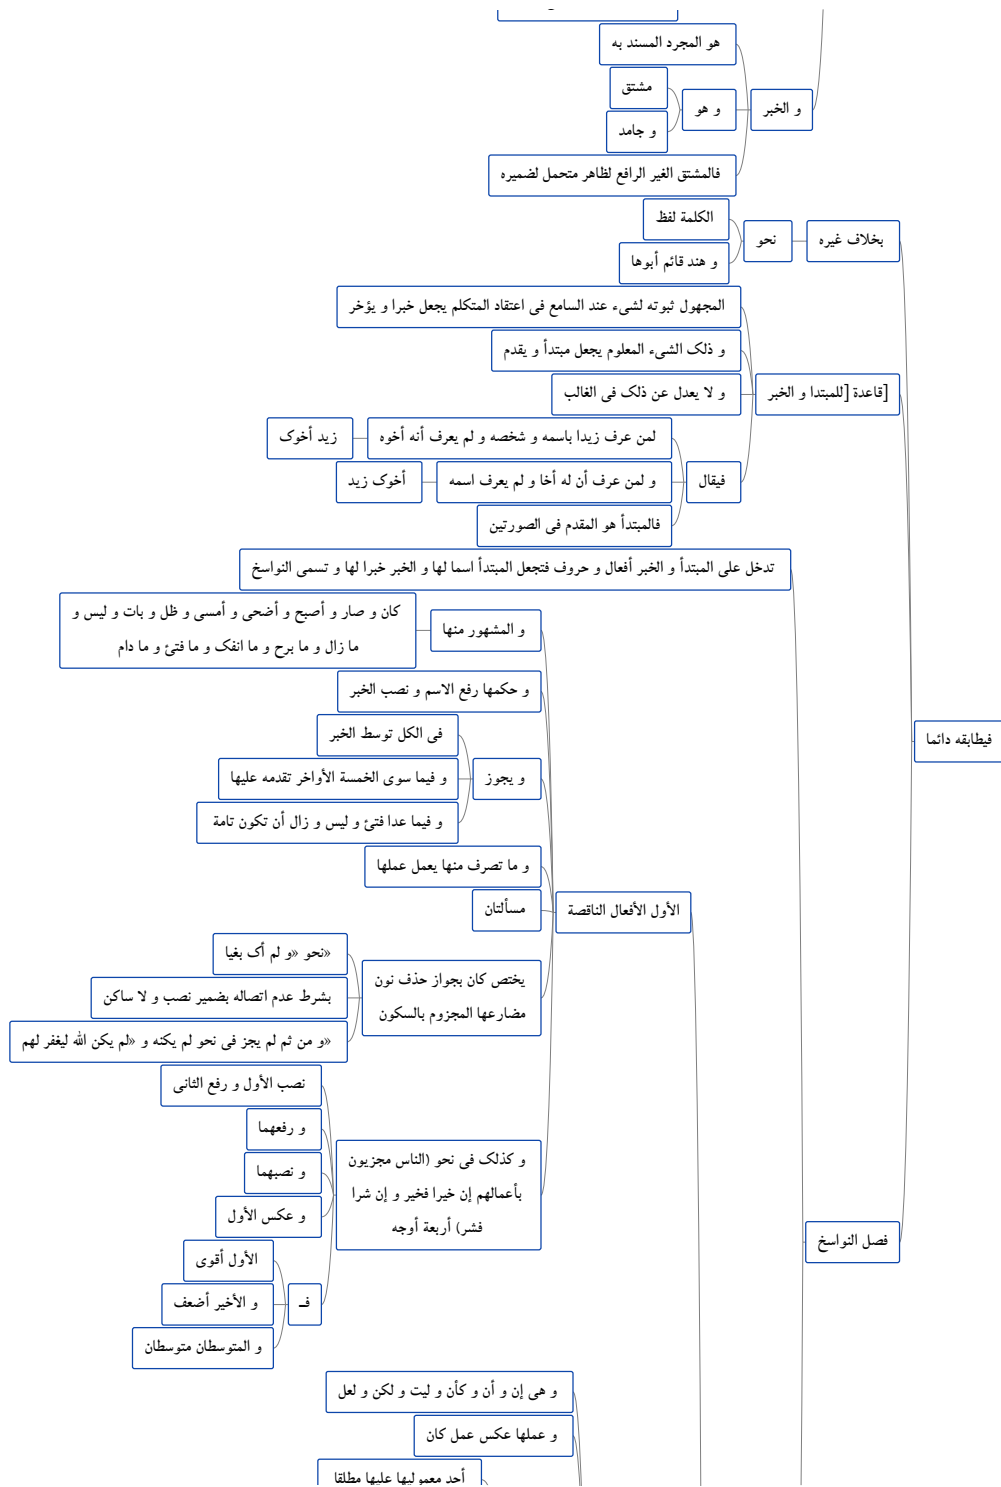 هو المجرد المسند به
و الخبر
و هو
مشتق
و جامد
فالمشتق الغير الرافع لظاهر متحمل لضميره
فيطابقه دائما
بخلاف غيره
نحو
الكلمة لفظ
و هند قائم أبوها
[قاعدة [للمبتدا و الخبر
المجهول ثبوته لشیء عند السامع فی اعتقاد المتکلم یجعل خبرا و یؤخر
و ذلک الشیء المعلوم یجعل مبتدأ و یقدم
و لا یعدل عن ذلک فی الغالب
فیقال
لمن عرف زیدا باسمه و شخصه و لم یعرف أنه أخوه
زید أخوک
و لمن عرف أن له أخا و لم یعرف اسمه
أخوک زید
فالمبتدأ هو المقدم فی الصورتین
فصل النواسخ
تدخل علی المبتدأ و الخبر أفعال و حروف فتجعل المبتدأ اسما لها و الخبر خبرا لها و تسمی النواسخ
الأول الأفعال الناقصة
و المشهور منها
کان و صار و أصبح و أضحی و أمسی و ظل و بات و لیس و
ما زال و ما برح و ما انفک و ما فتئ و ما دام
و حکمها رفع الاسم و نصب الخبر
و یجوز
فی الکل توسط الخبر
و فیما سوی الخمسة الأواخر تقدمه علیها
و فیما عدا فتئ و لیس و زال أن تکون تامة
و ما تصرف منها یعمل عملها
مسألتان
یختص کان بجواز حذف نون
مضارعها المجزوم بالسکون
«نحو «و لم أک بغیا
بشرط عدم اتصاله بضمیر نصب و لا ساکن
«و من ثم لم یجز فی نحو لم یکنه و «لم یکن الله لیغفر لهم
و کذلک فی نحو (الناس مجزیون
بأعمالهم إن خیرا فخیر و إن شرا
فشر) أربعة أوجه
نصب الأول و رفع الثانی
و رفعهما
و نصبهما
و عکس الأول
فـ
الأول أقوی
و الأخیر أضعف
و المتوسطان متوسطان
و هی إن و أن و کأن و لیت و لکن و لعل
و عملها عکس عمل کان
أحد معمولیها علیها مطلقا